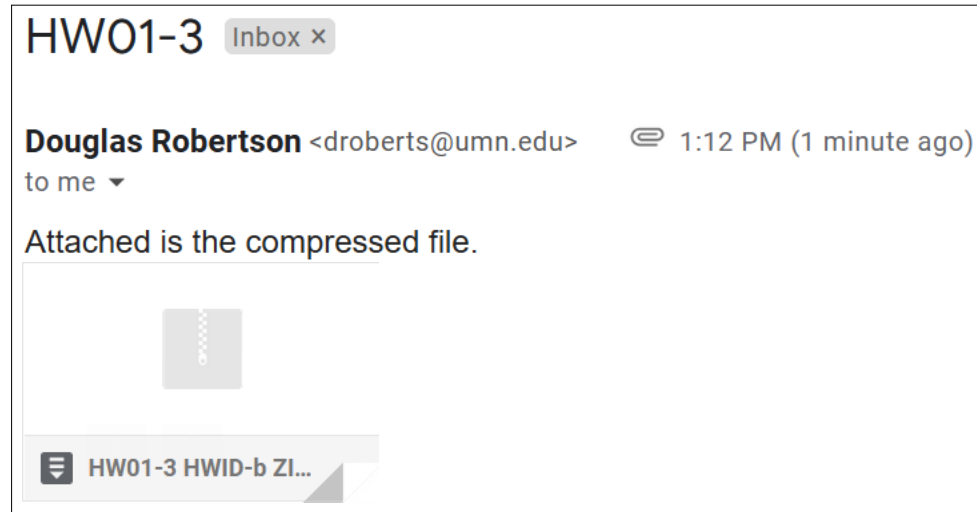 HW01-3 Inbox ×
Douglas Robertson <droberts@umn.edu> 1:12 PM (1 minute ago)
to me
Attached is the compressed file.
HW01-3 HWID-b ZI...